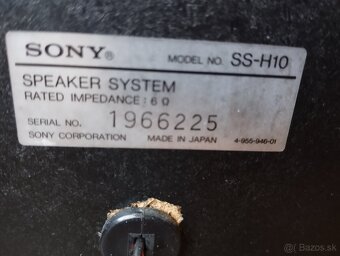 SONY® MODEL NO. SS-H10
SPEAKER SYSTEM
RATED IMPEDANCE: 6 Ω
SERIAL NO. 1966225
SONY CORPORATION MADE IN JAPAN 4-955-946-01
Bazos.sk